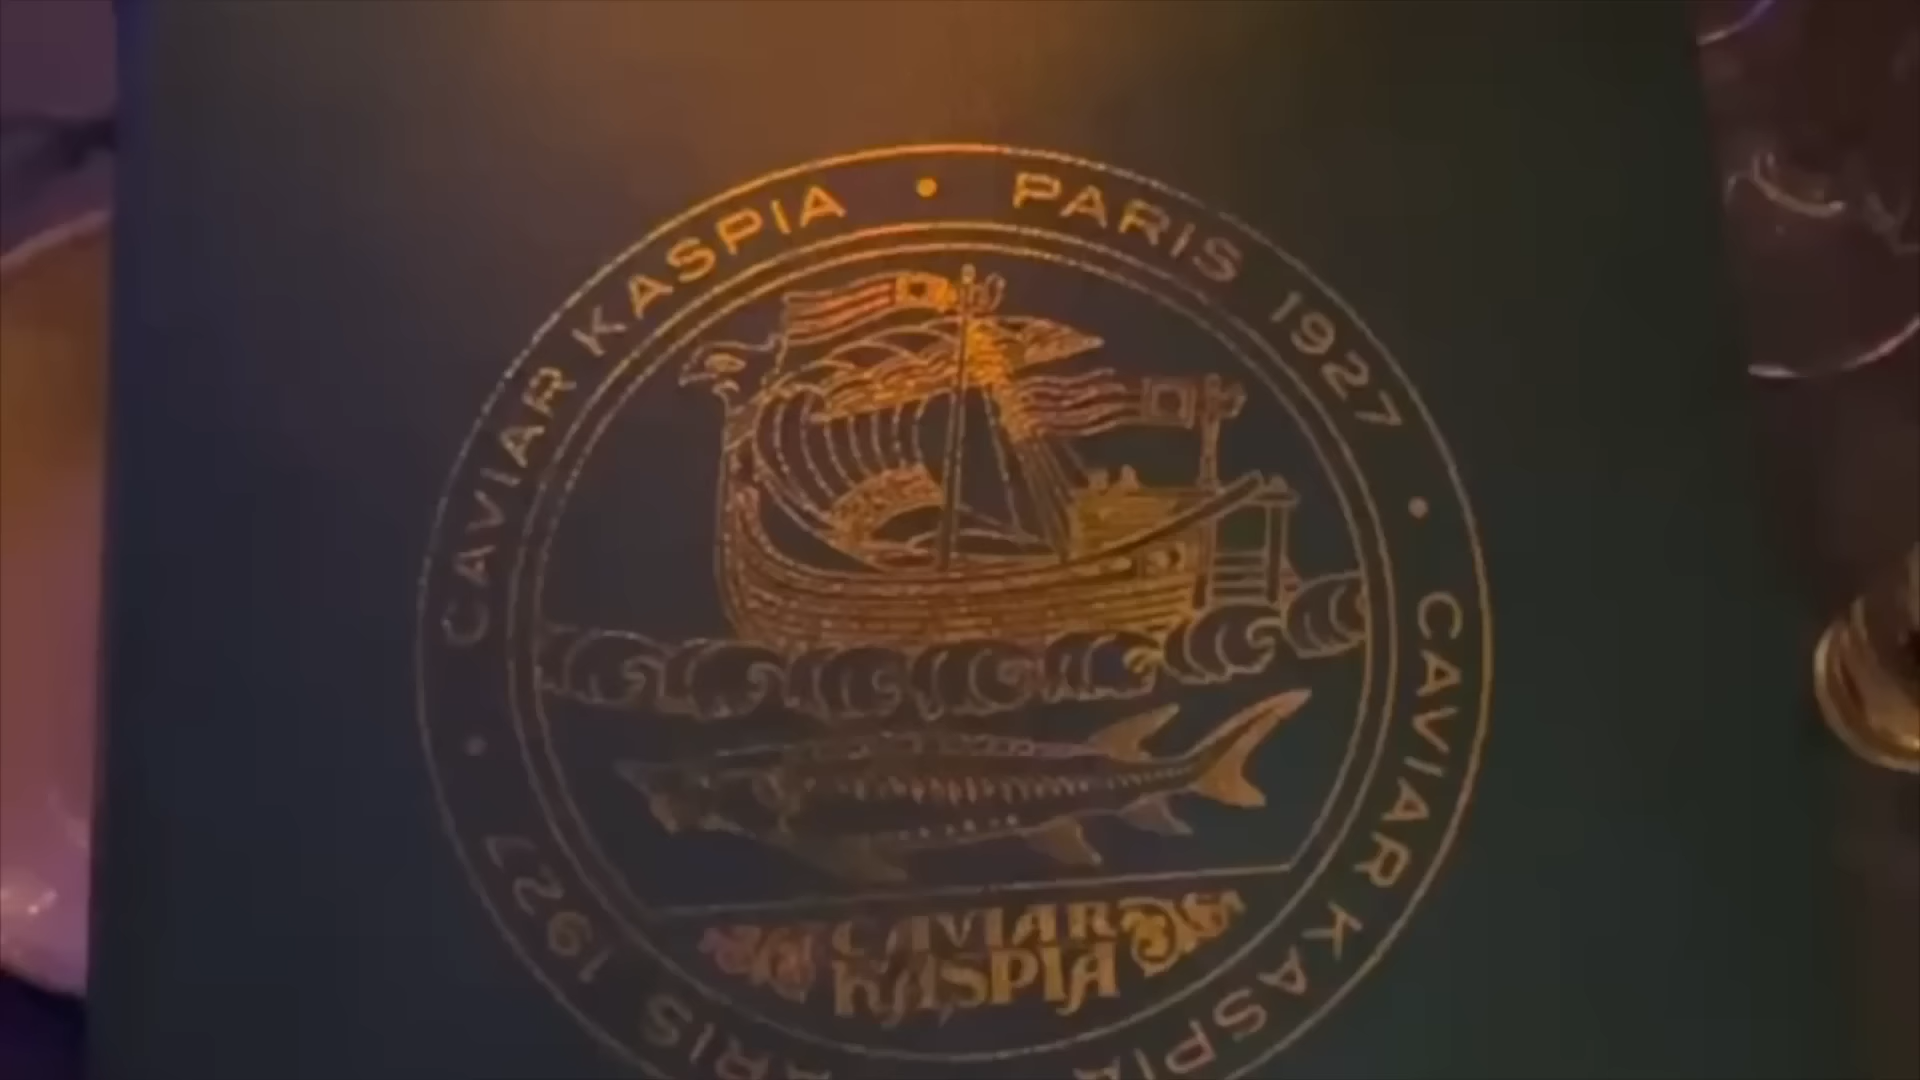 CAVIAR KASPIA • PARIS 1927 • CAVIAR KASPIA • PARIS 1927 •
CAVIAR
KASPIA